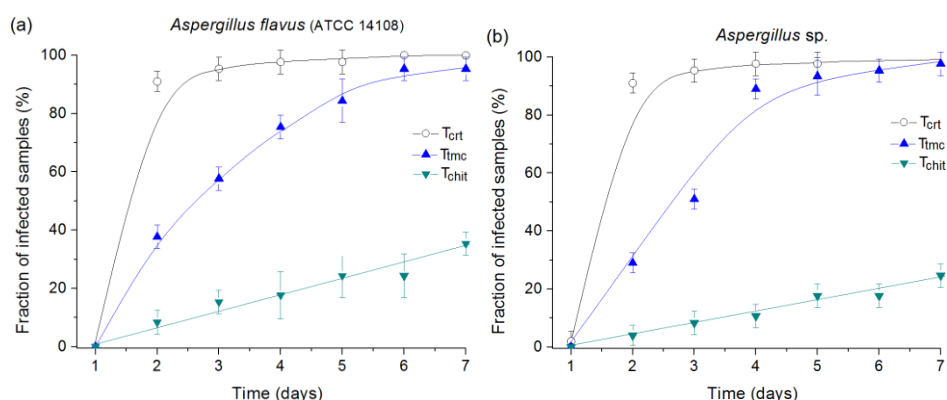 (a)
Aspergillus flavus (ATCC 14108)
Fraction of infected samples (%)
100
80
60
40
20
0
Tcrt
Ttmc
Tchit
1 2 3 4 5 6 7
Time (days)
(b)
Aspergillus sp.
Fraction of infected samples (%)
100
80
60
40
20
0
Tcrt
Ttmc
Tchit
1 2 3 4 5 6 7
Time (days)